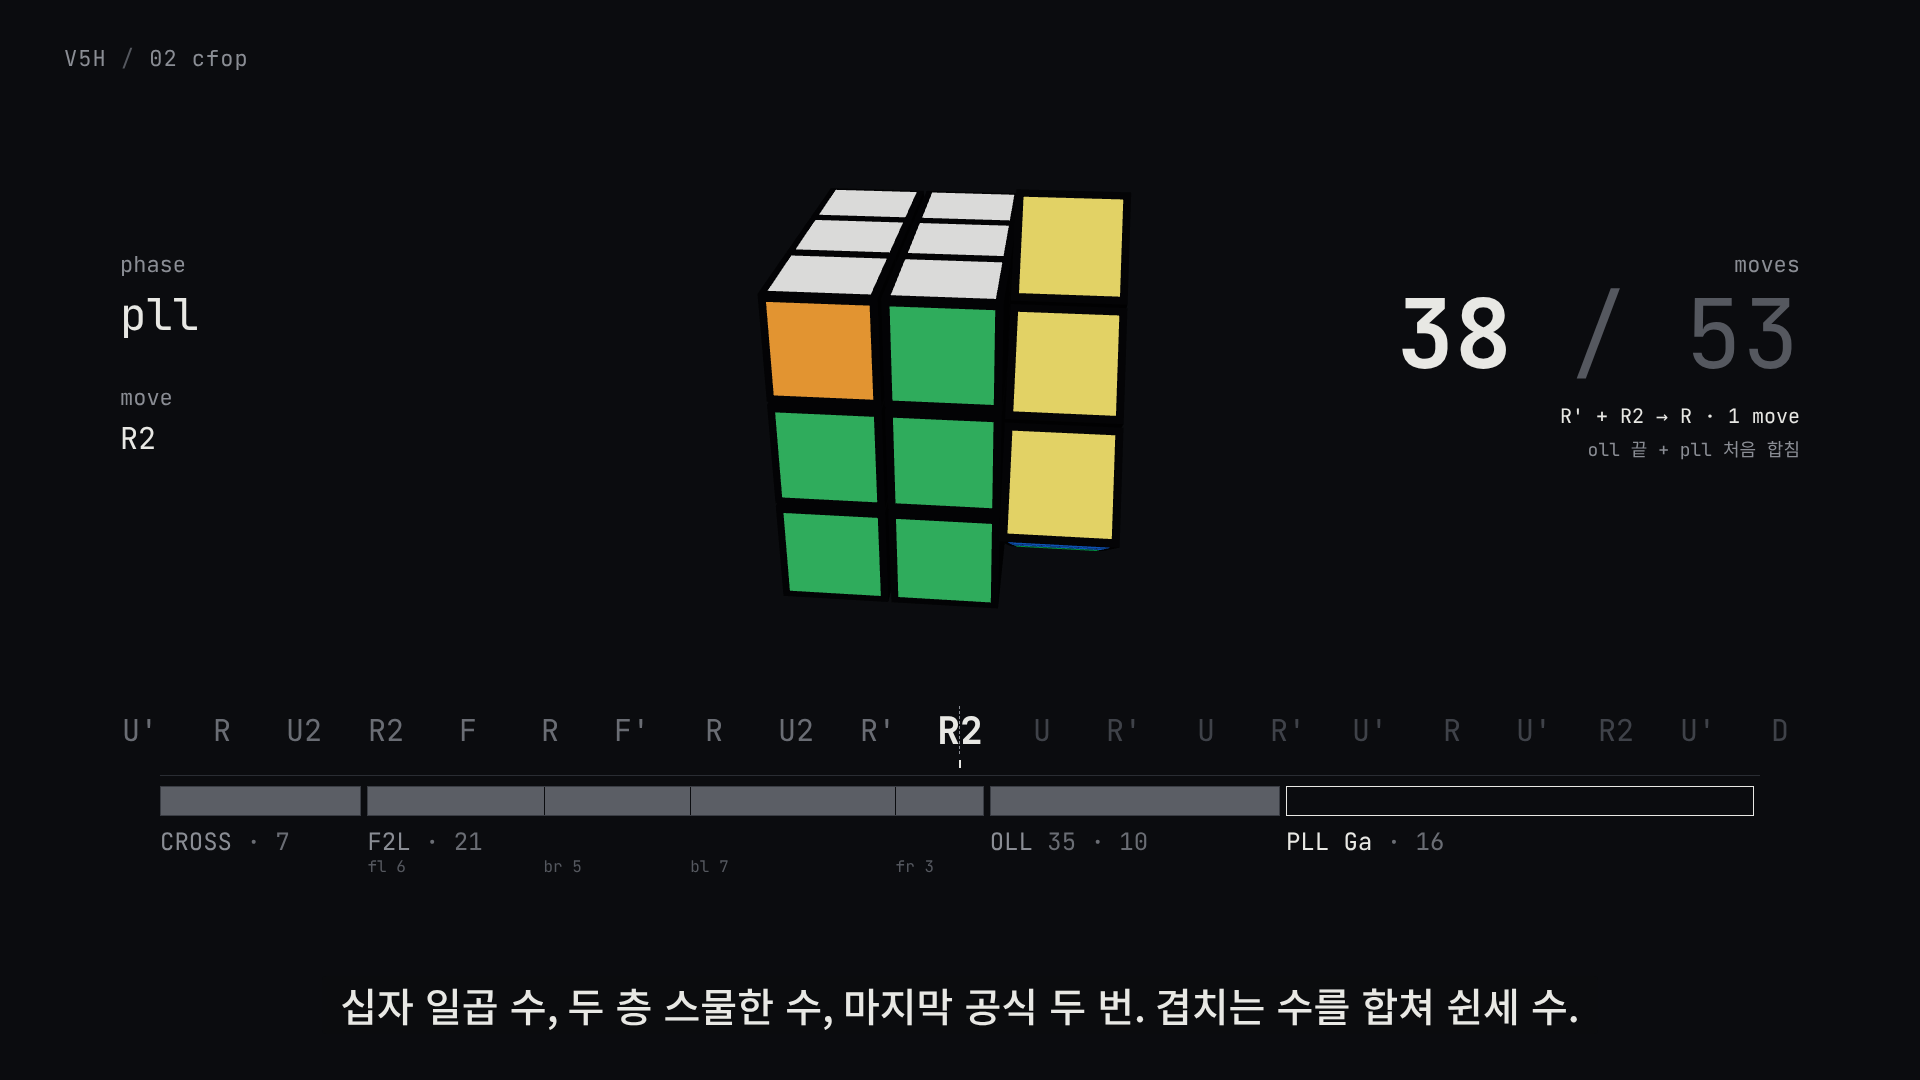 V5H / 02 cfop
phase
pll
move
R2
moves
38 / 53
R' + R2 → R · 1 move
oll 끝 + pll 처음 합침
U' R U2 R2 F R F' R U2 R' R2 U R' U R' U' R U' R2 U' D
CROSS · 7 F2L · 21 OLL 35 · 10 PLL Ga · 16
fl 6 br 5 bl 7 fr 3
십자 일곱 수, 두 층 스물한 수, 마지막 공식 두 번. 겹치는 수를 합쳐 쉰세 수.